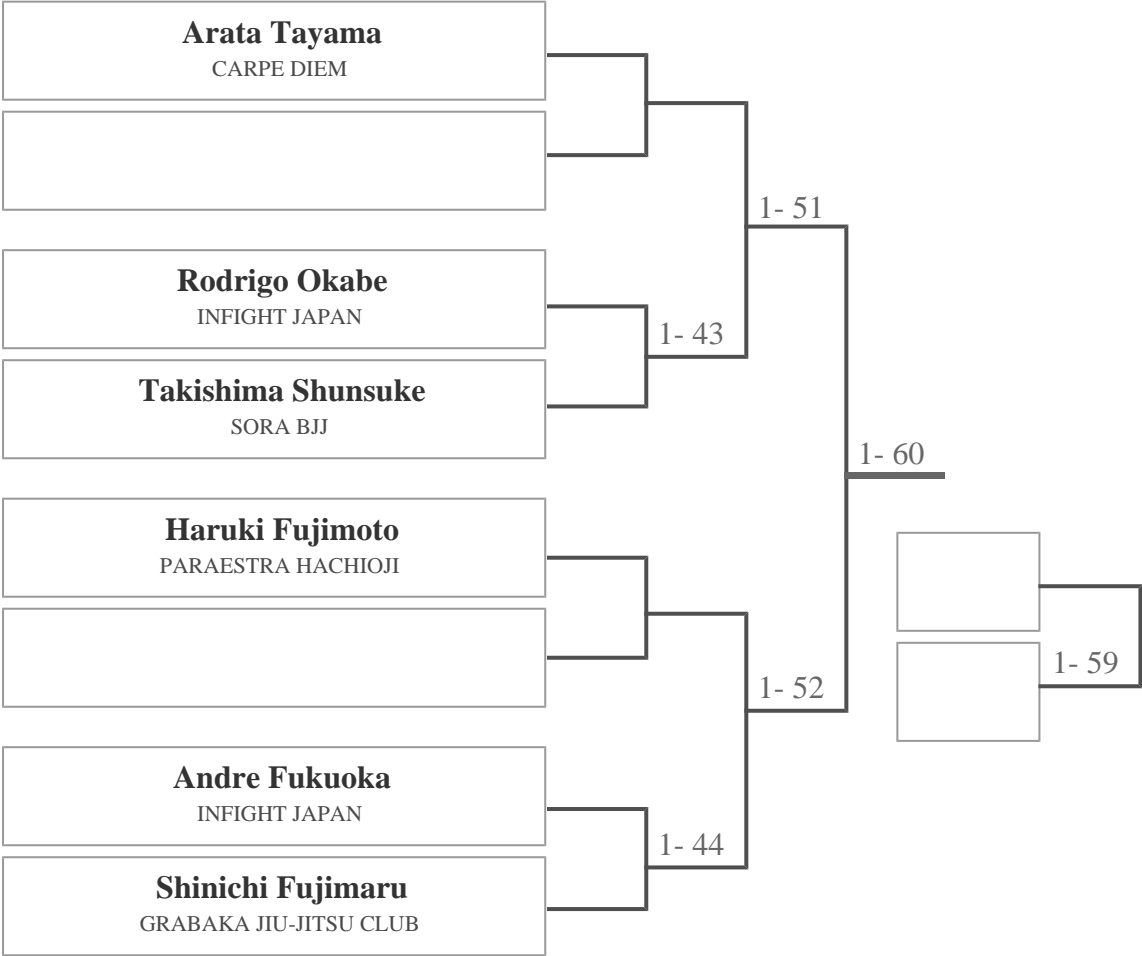 Arata Tayama
CARPE DIEM
1- 51
Rodrigo Okabe
INFIGHT JAPAN
1- 43
Takishima Shunsuke
SORA BJJ
1- 60
Haruki Fujimoto
PARAESTRA HACHIOJI
1- 59
1- 52
Andre Fukuoka
INFIGHT JAPAN
1- 44
Shinichi Fujimaru
GRABAKA JIU-JITSU CLUB